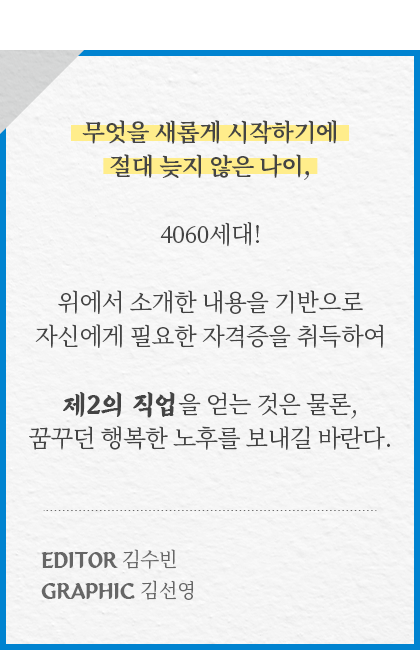 무엇을 새롭게 시작하기에
절대 늦지 않은 나이,
4060세대!
위에서 소개한 내용을 기반으로
자신에게 필요한 자격증을 취득하여
제2의 직업을 얻는 것은 물론,
꿈꾸던 행복한 노후를 보내길 바란다.
EDITOR 김수빈
GRAPHIC 김선영